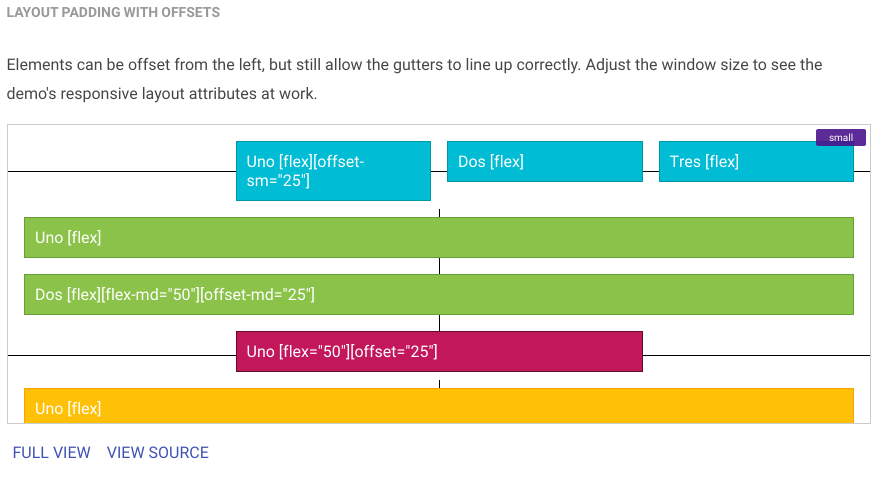 LAYOUT PADDING WITH OFFSETS
Elements can be offset from the left, but still allow the gutters to line up correctly. Adjust the window size to see the
demo's responsive layout attributes at work.
small
Uno [flex][offset-
sm="25"]
Dos [flex]
Tres [flex]
Uno [flex]
Dos [flex][flex-md="50"][offset-md="25"]
Uno [flex="50"][offset="25"]
Uno [flex]
FULL VIEW VIEW SOURCE